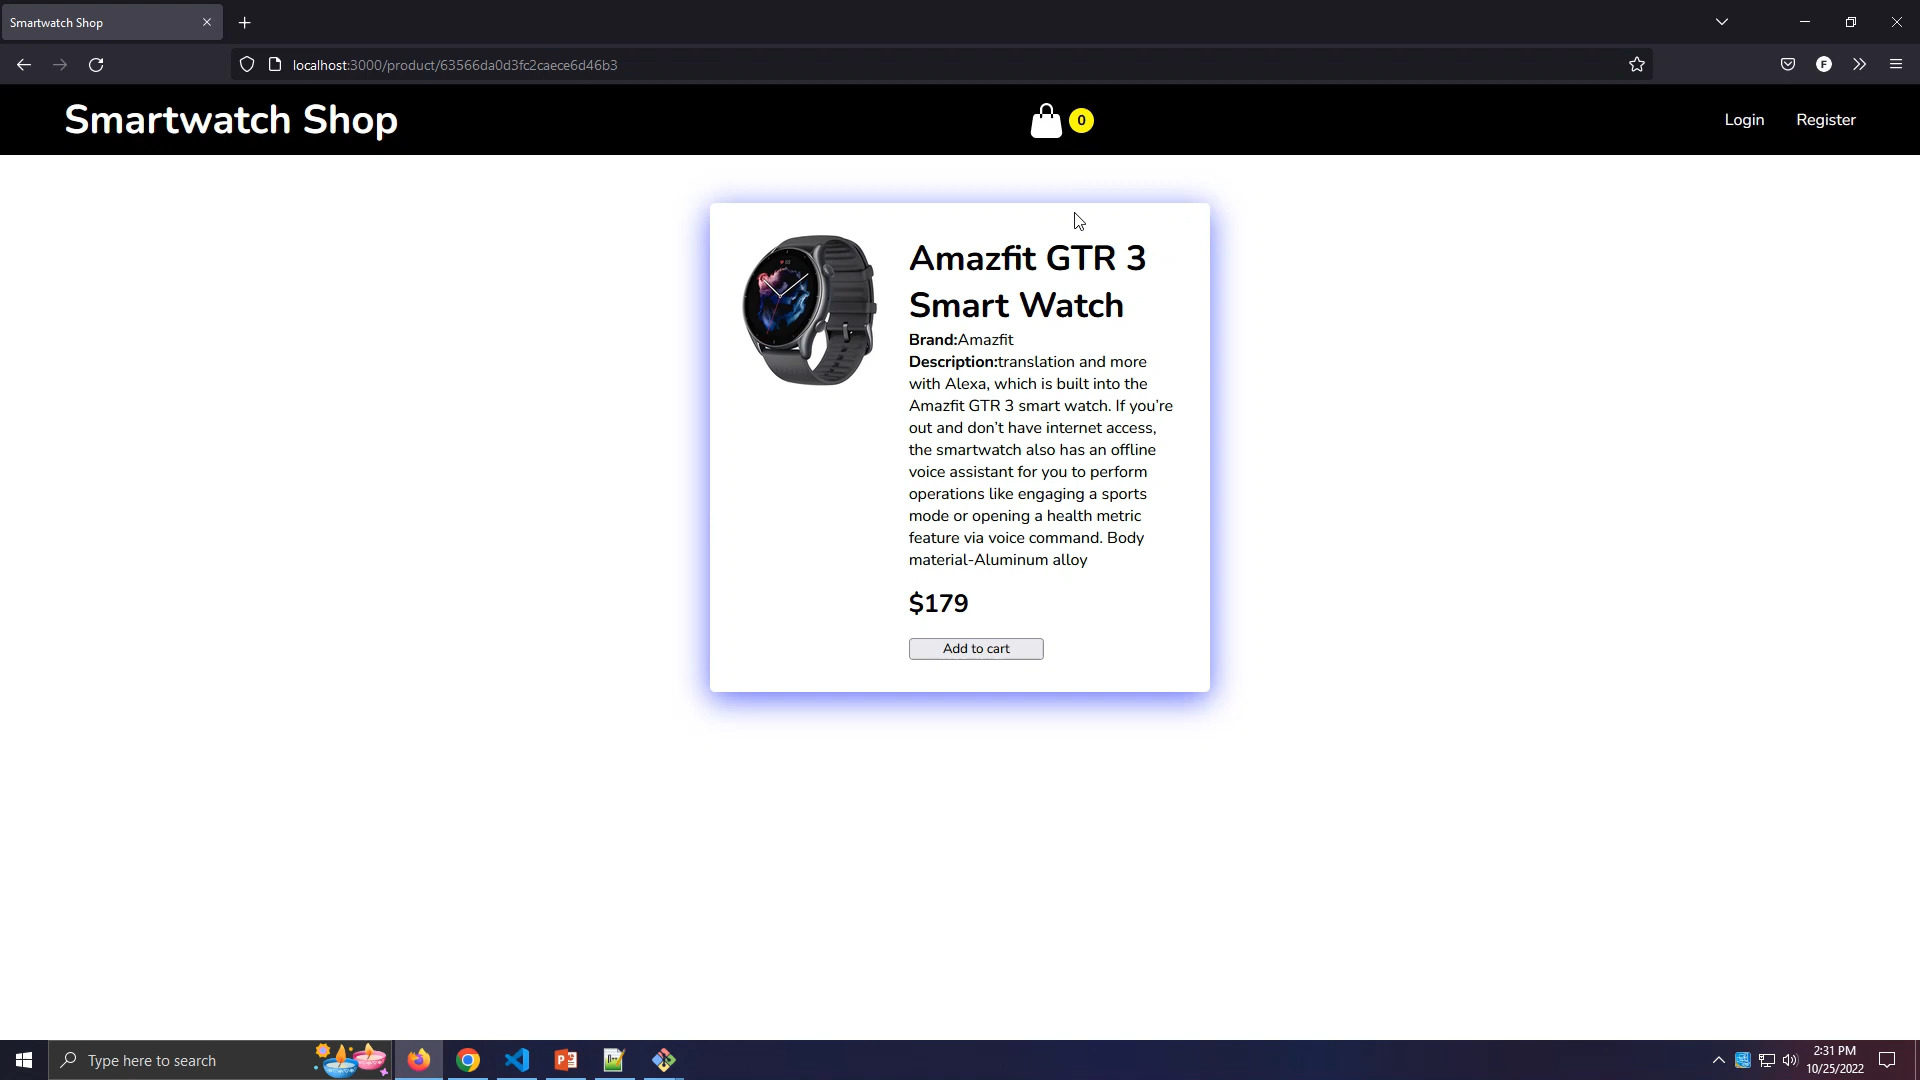 Smartwatch Shop
localhost:3000/product/63566da0d3fc2caece6d46b3
F
Smartwatch Shop
0
Login
Register
Amazfit GTR 3
Smart Watch
Brand:Amazfit
Description:translation and more
with Alexa, which is built into the
Amazfit GTR 3 smart watch. If you’re
out and don’t have internet access,
the smartwatch also has an offline
voice assistant for you to perform
operations like engaging a sports
mode or opening a health metric
feature via voice command. Body
material-Aluminum alloy
$179
Add to cart
Type here to search
2:31 PM
10/25/2022